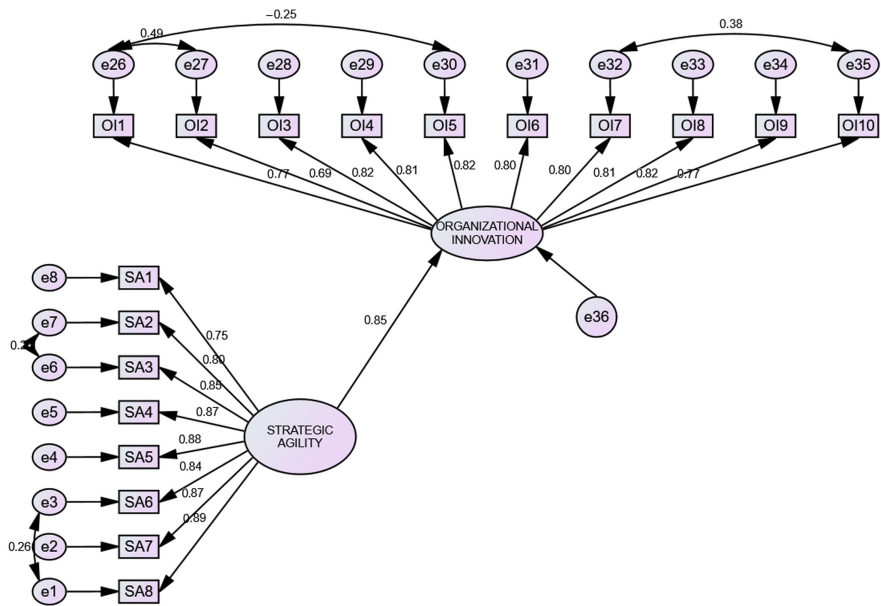 −0.25
0.49
0.38
e26 e27 e28 e29 e30 e31 e32 e33 e34 e35
OI1 OI2 OI3 OI4 OI5 OI6 OI7 OI8 OI9 OI10
0.77 0.69 0.82 0.81 0.82 0.80 0.80 0.81 0.82 0.77
ORGANIZATIONAL
INNOVATION
e36
0.85
e8 SA1
e7 SA2
e6 SA3
e5 SA4
e4 SA5
e3 SA6
e2 SA7
e1 SA8
0.26
0.75
0.80
0.85
0.87
0.88
0.84
0.87
0.89
STRATEGIC
AGILITY